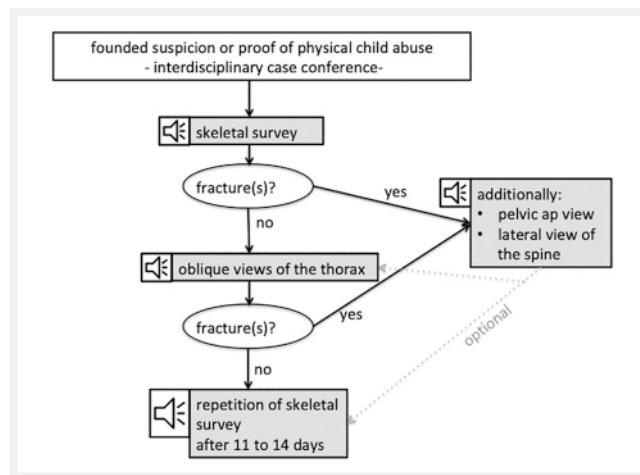 founded suspicion or proof of physical child abuse
- interdisciplinary case conference-
skeletal survey
fracture(s)?
yes
no
additionally:
• pelvic ap view
• lateral view of
the spine
oblique views of the thorax
fracture(s)?
yes
optional
no
repetition of skeletal
survey
after 11 to 14 days